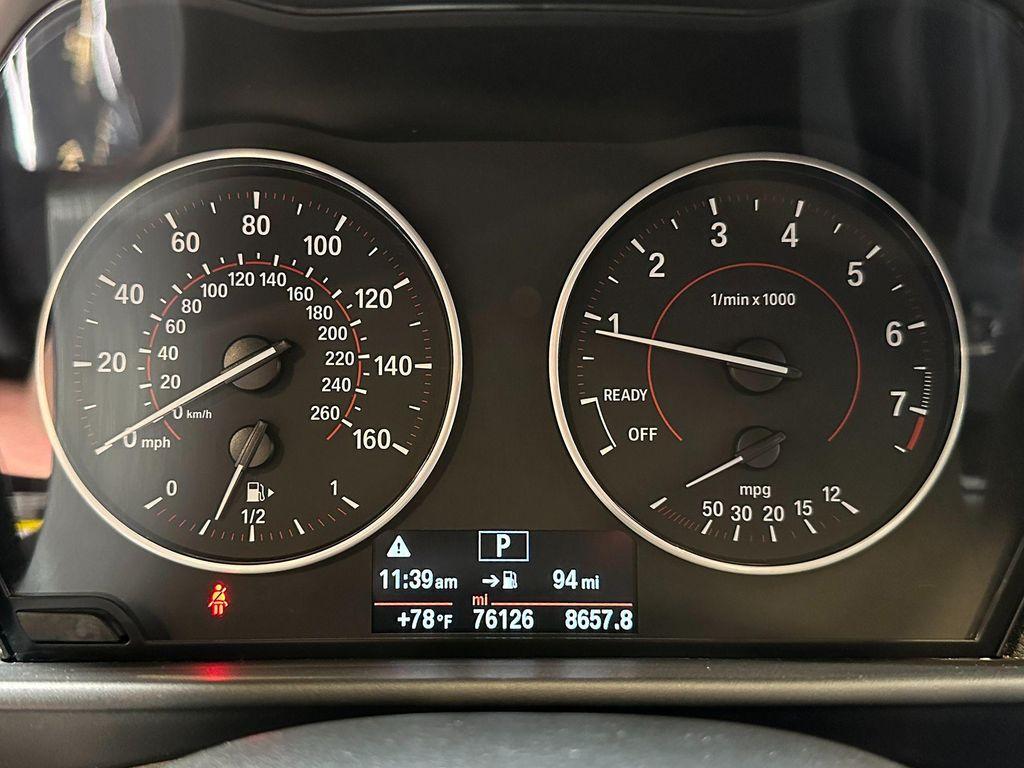 80
60 100
40 120
20 140
0 mph 160
120 140
100 160
80 180
60 200
40 220
20 240
0 km/h 260
0 1
1/2
3 4
2 5
1 6
7
1/min x 1000
READY
OFF
mpg
50 30 20 15 12
P
11:39 am 94 mi
mi
+78 °F 76126 8657.8